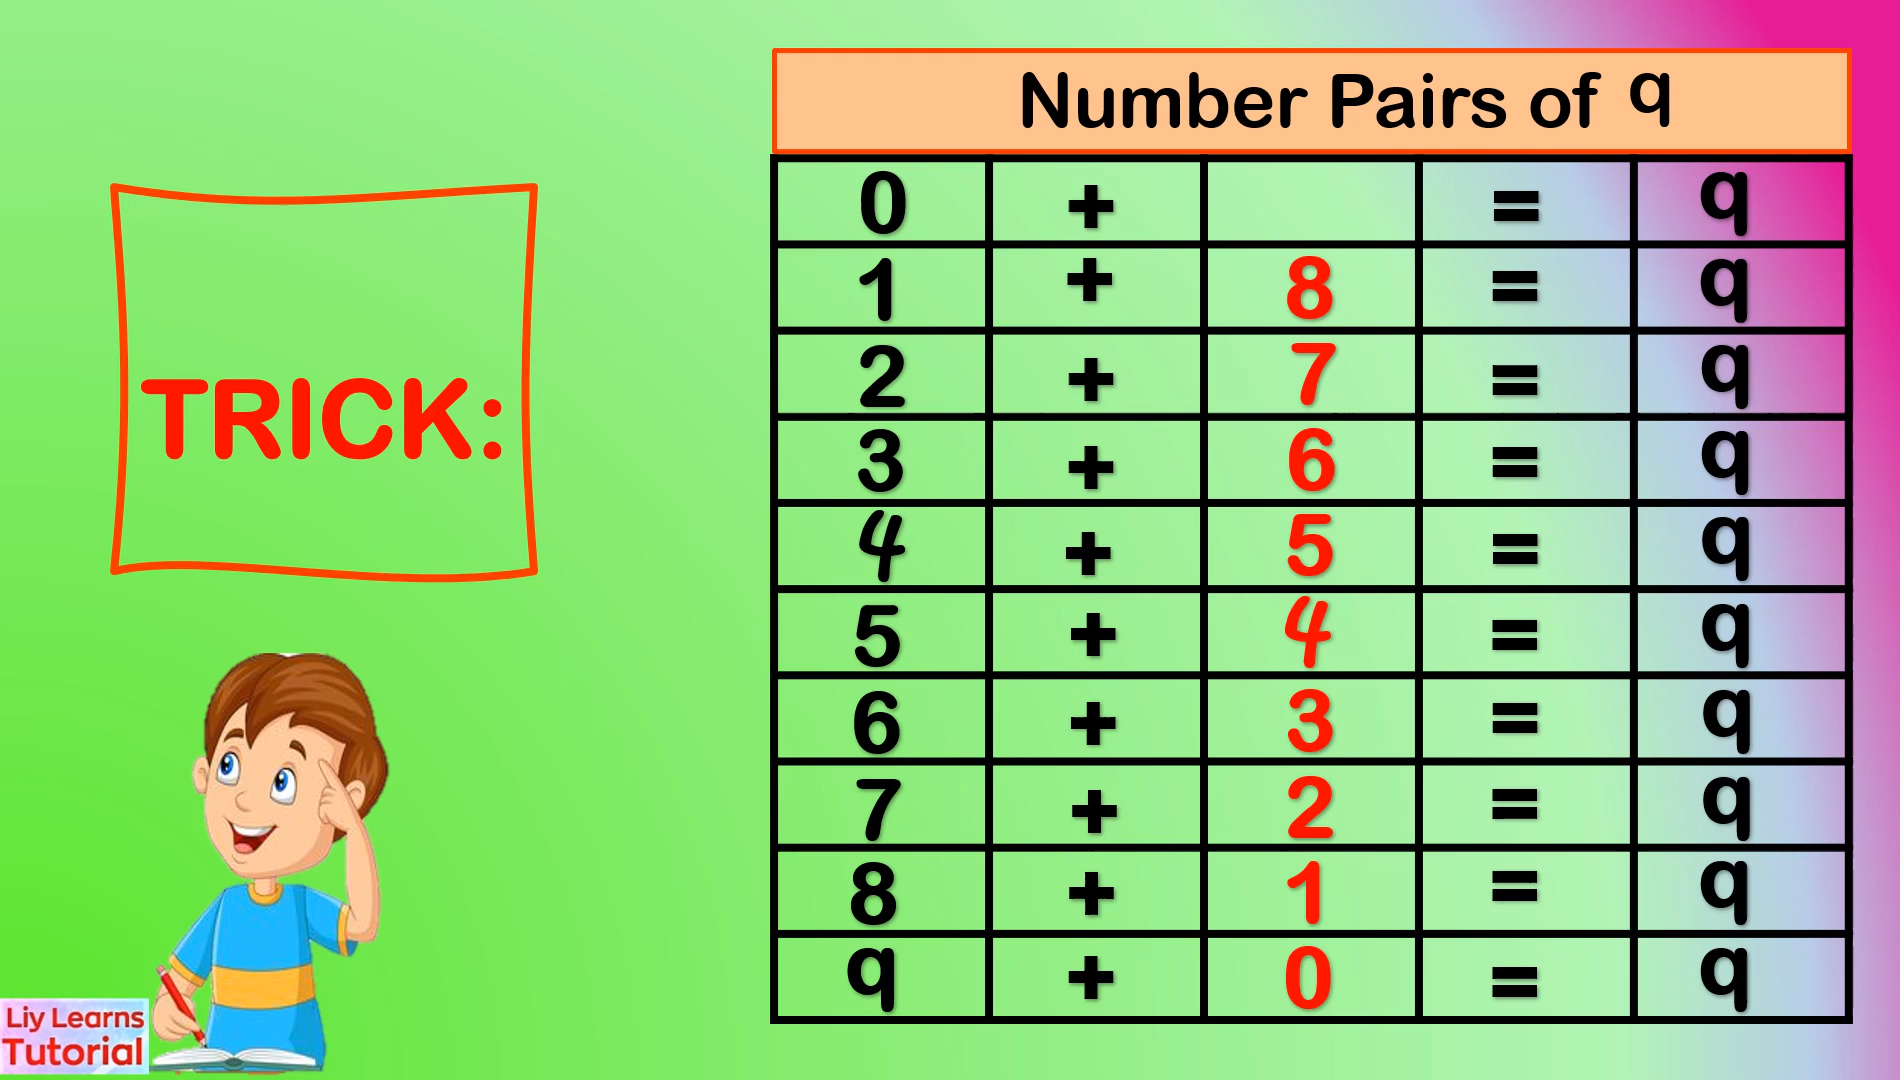 Number Pairs of 9
0 + = 9
1 + 8 = 9
2 + 7 = 9
3 + 6 = 9
4 + 5 = 9
5 + 4 = 9
6 + 3 = 9
7 + 2 = 9
8 + 1 = 9
9 + 0 = 9
TRICK:
Liy Learns
Tutorial